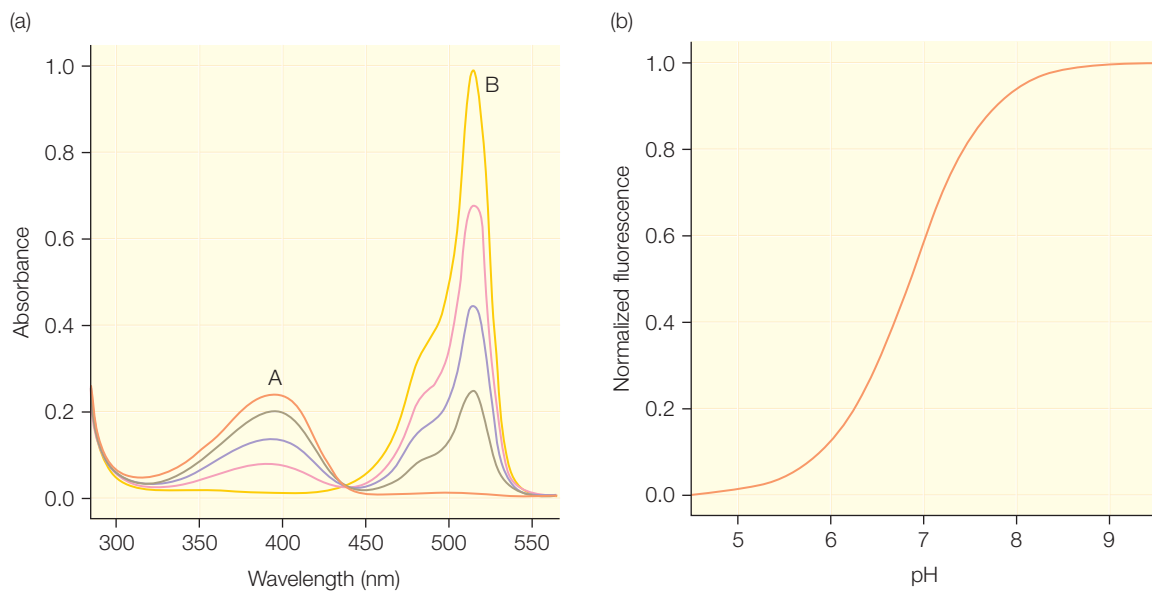 (a)
1.0
0.8
0.6
0.4
0.2
0.0
Absorbance
A
B
300 350 400 450 500 550
Wavelength (nm)
(b)
1.0
0.8
0.6
0.4
0.2
0.0
Normalized fluorescence
5 6 7 8 9
pH